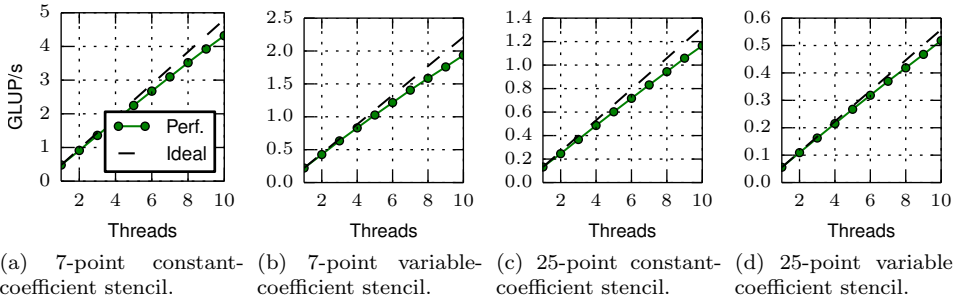 5
4
3
2
1
0
GLUP/s
Perf.
Ideal
2 4 6 8 10
Threads
2.5
2.0
1.5
1.0
0.5
0.0
2 4 6 8 10
Threads
1.4
1.2
1.0
0.8
0.6
0.4
0.2
0.0
2 4 6 8 10
Threads
0.6
0.5
0.4
0.3
0.2
0.1
0.0
2 4 6 8 10
Threads
(a) 7-point constant-
coefficient stencil.
(b) 7-point variable-
coefficient stencil.
(c) 25-point constant-
coefficient stencil.
(d) 25-point variable
coefficient stencil.